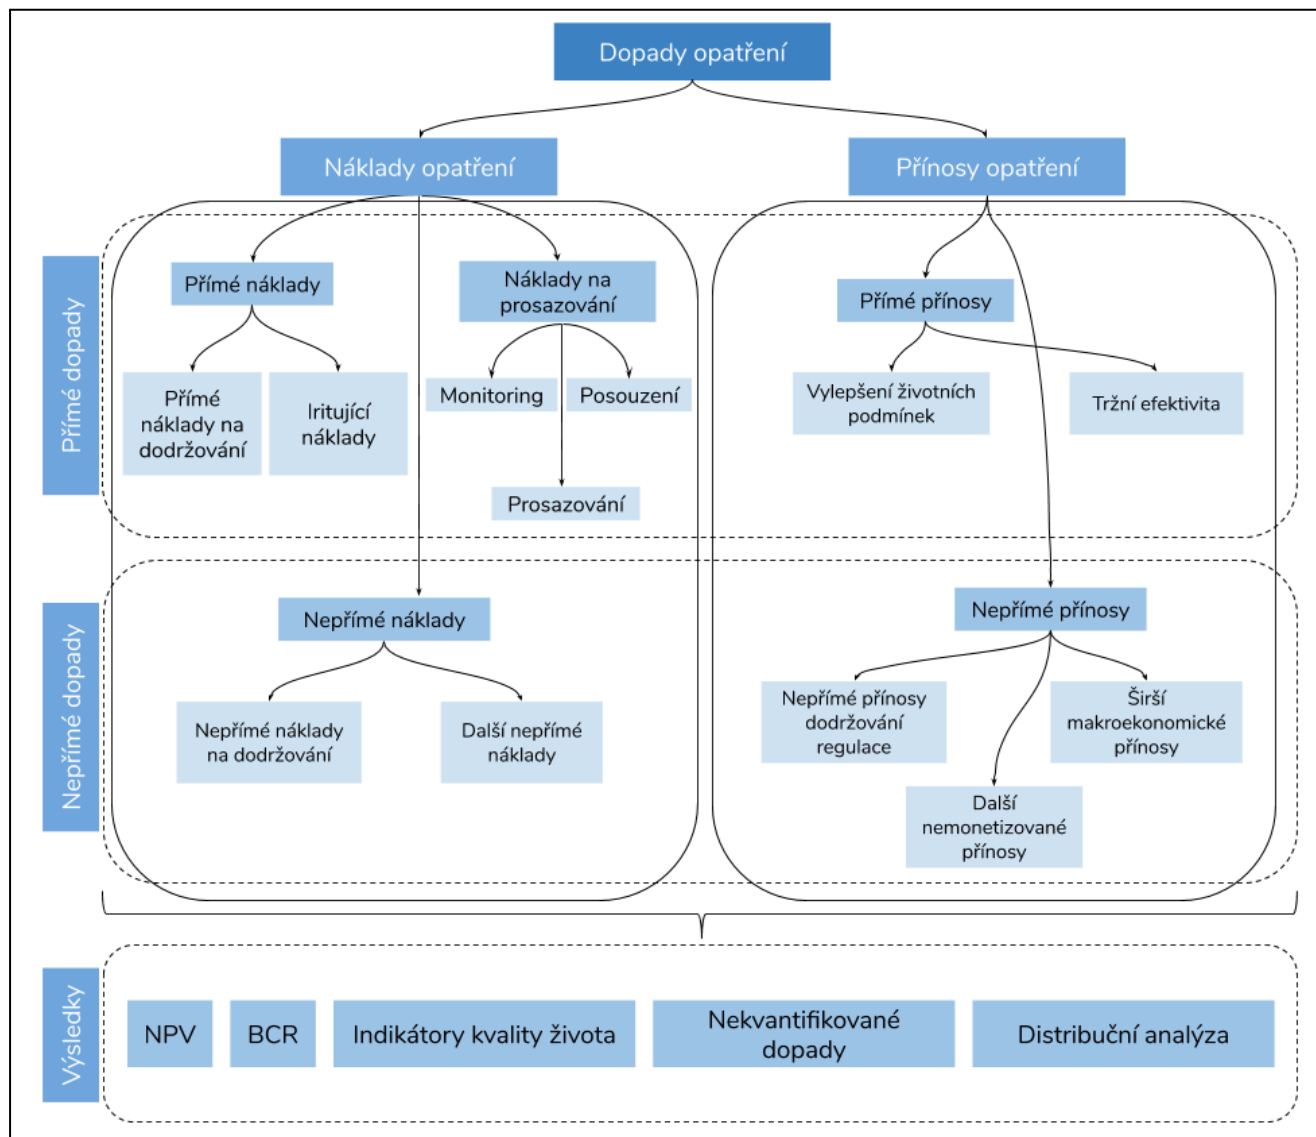 Dopady opatření
Náklady opatření
Přínosy opatření
Přímé dopady
Přímé náklady
Náklady na
prosazování
Přímé přínosy
Přímé
náklady na
dodržování
Iritující
náklady
Monitoring
Posouzení
Prosazování
Vylepšení životních
podmínek
Tržní efektivita
Nepřímé dopady
Nepřímé náklady
Nepřímé přínosy
Nepřímé náklady
na dodržování
Další nepřímé
náklady
Nepřímé přínosy
dodržování
regulace
Širší
makroekonomické
přínosy
Další
nemonetizované
přínosy
Výsledky
NPV
BCR
Indikátory kvality života
Nekvantifikované
dopady
Distribuční analýza